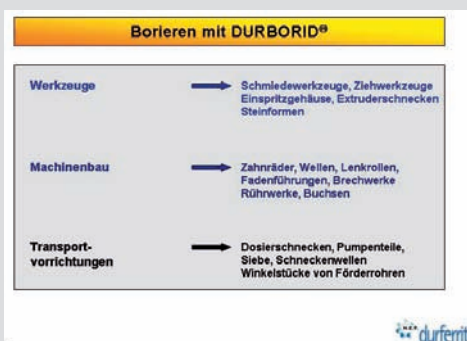 Borieren mit DURBORID®
Werkzeuge
Schmiedewerkzeuge, Ziehwerkzeuge
Einspritzgehäuse, Extruderschnecken
Steinformen
Machinenbau
Zahnräder, Wellen, Lenkrollen,
Fadenführungen, Brechwerke
Rührwerke, Buchsen
Transport-
vorrichtungen
Dosierschnecken, Pumpenteile,
Siebe, Schneckenwellen
Winkelstücke von Förderrohren
durferrit